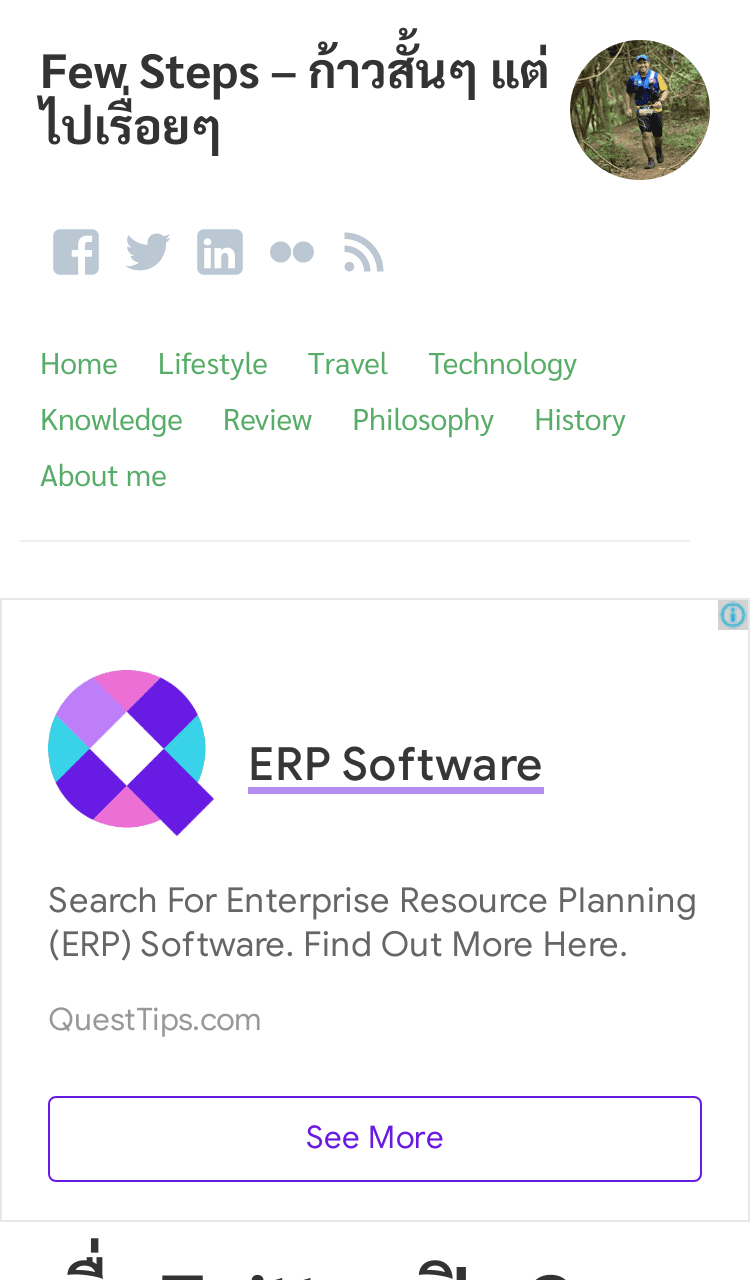 Few Steps – ก้าวสั้นๆ แต่
ไปเรื่อยๆ
Home Lifestyle Travel Technology
Knowledge Review Philosophy History
About me
ERP Software
Search For Enterprise Resource Planning
(ERP) Software. Find Out More Here.
QuestTips.com
See More